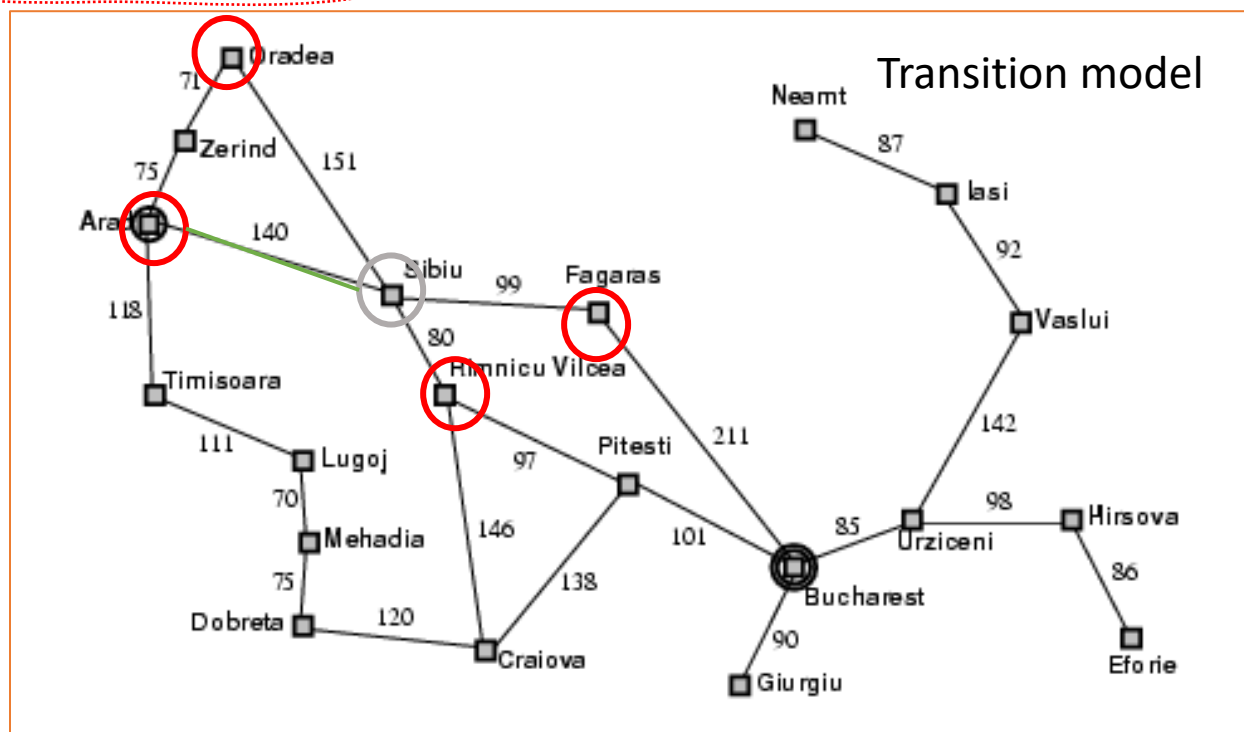 Transition model
Oradea
71
Neamt
87
Zerind
151
75
Iasi
Arad
140
92
Sibiu
99
Fagaras
118
80
Vaslui
Rimnicu Vilcea
Timisoara
142
211
111
Pitesti
Lugoj
97
70
98
Hirsova
146
85
Urziceni
101
Mehadia
86
138
75
Bucharest
120
Dobreta
90
Craiova
Eforie
Giurgiu